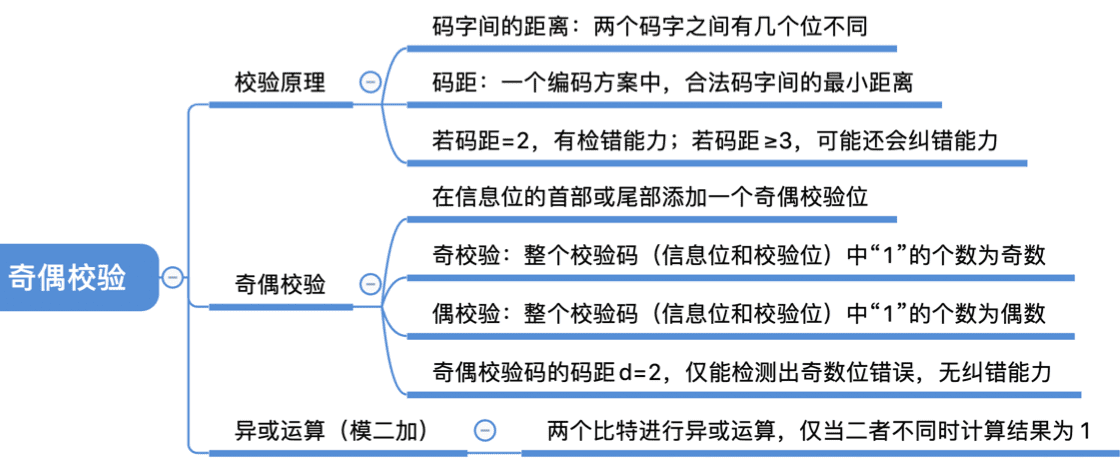 奇偶校验
校验原理
码字间的距离：两个码字之间有几个位不同
码距：一个编码方案中，合法码字间的最小距离
若码距=2，有检错能力；若码距≥3，可能还会纠错能力
奇偶校验
在信息位的首部或尾部添加一个奇偶校验位
奇校验：整个校验码（信息位和校验位）中“1”的个数为奇数
偶校验：整个校验码（信息位和校验位）中“1”的个数为偶数
奇偶校验码的码距d=2，仅能检测出奇数位错误，无纠错能力
异或运算（模二加）
两个比特进行异或运算，仅当二者不同时计算结果为1